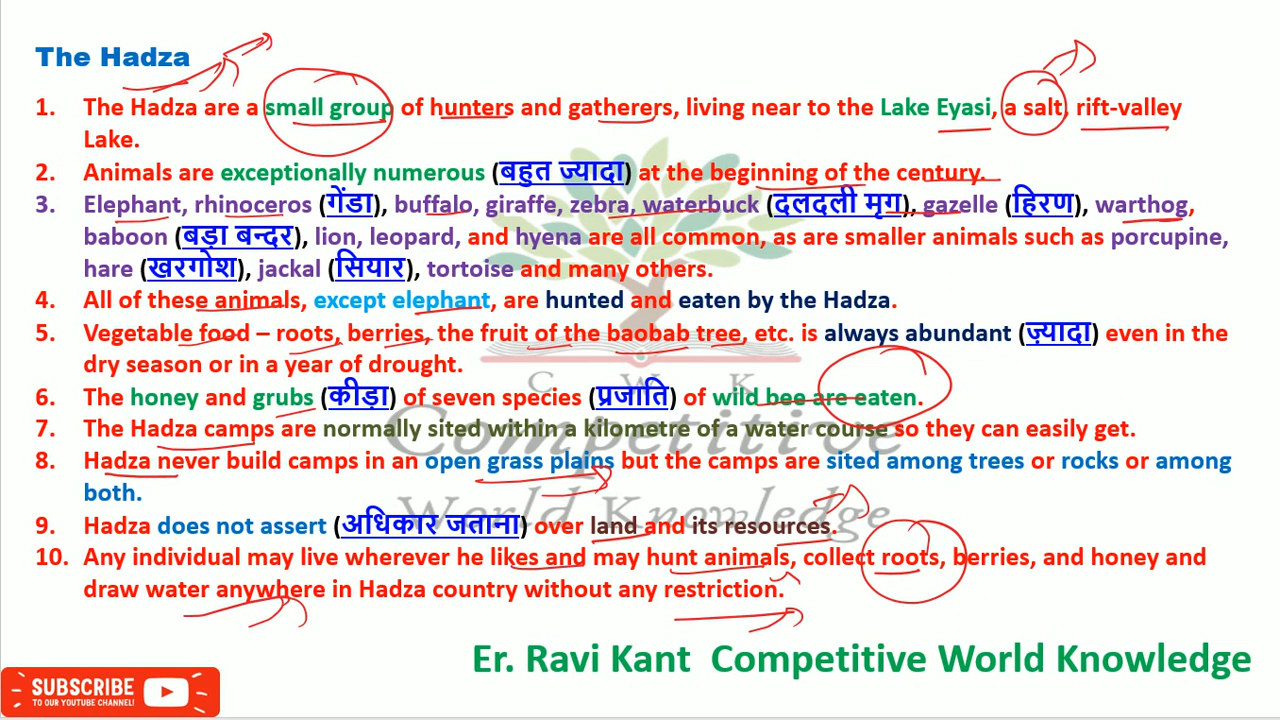 The Hadza
1. The Hadza are a small group of hunters and gatherers, living near to the Lake Eyasi, a salt, rift-valley
Lake.
2. Animals are exceptionally numerous (बहुत ज्यादा) at the beginning of the century.
3. Elephant, rhinoceros (गेंडा), buffalo, giraffe, zebra, waterbuck (दलदली मृग), gazelle (हिरण), warthog,
baboon (बड़ा बन्दर), lion, leopard, and hyena are all common, as are smaller animals such as porcupine,
hare (खरगोश), jackal (सियार), tortoise and many others.
4. All of these animals, except elephant, are hunted and eaten by the Hadza.
5. Vegetable food – roots, berries, the fruit of the baobab tree, etc. is always abundant (ज़्यादा) even in the
dry season or in a year of drought.
6. The honey and grubs (कीड़ा) of seven species (प्रजाति) of wild bee are eaten.
7. The Hadza camps are normally sited within a kilometre of a water course so they can easily get.
8. Hadza never build camps in an open grass plains but the camps are sited among trees or rocks or among
both.
9. Hadza does not assert (अधिकार जताना) over land and its resources.
10. Any individual may live wherever he likes and may hunt animals, collect roots, berries, and honey and
draw water anywhere in Hadza country without any restriction.
C W K
Competitive
World Knowledge
Er. Ravi Kant Competitive World Knowledge
SUBSCRIBE
TO OUR YOUTUBE CHANNEL!